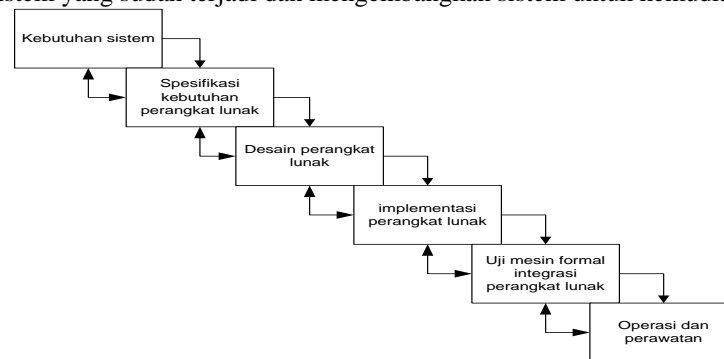 sistem yang sudah terjadi dan mengembangkan sistem untuk
Kebutuhan sistem
Spesifikasi
kebutuhan
perangkat lunak
Desain perangkat
lunak
implementasi
perangkat lunak
Uji mesin formal
integrasi
perangkat lunak
Operasi dan
perawatan